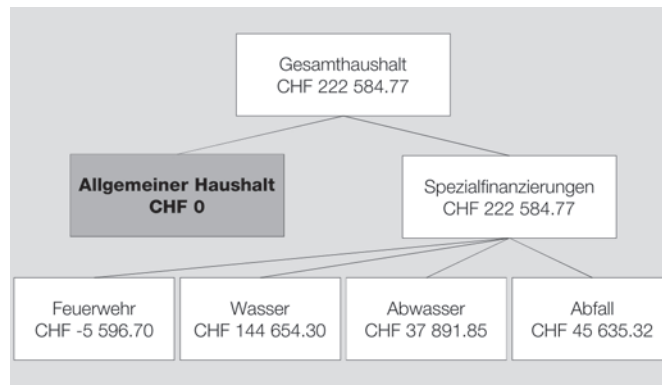 Gesamthaushalt
CHF 222 584.77
Allgemeiner Haushalt
CHF 0
Spezialfinanzierungen
CHF 222 584.77
Feuerwehr
CHF -5 596.70
Wasser
CHF 144 654.30
Abwasser
CHF 37 891.85
Abfall
CHF 45 635.32